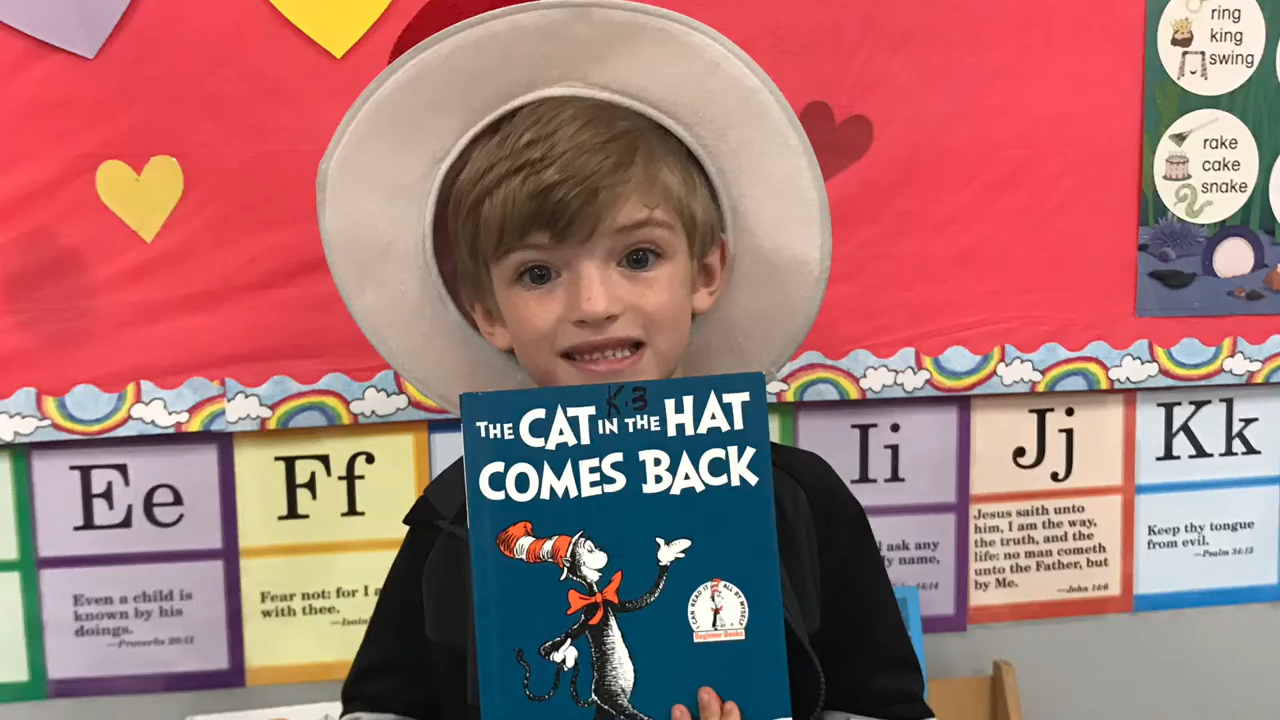 ring
king
swing
rake
cake
snake
K-3
THE CAT IN THE HAT
COMES BACK
I CAN READ IT ALL BY MYSELF
Beginner Books
Ee
Even a child is
known by his
doings.
—Proverbs 20:11
Ff
Fear not: for I a
with thee.
—Isaia
Ii
ask any
My name,
14:14
Jj
Jesus saith unto
him, I am the way,
the truth, and the
life: no man cometh
unto the Father, but
by Me.
—John 14:6
Kk
Keep thy tongue
from evil.
—Psalm 34:13